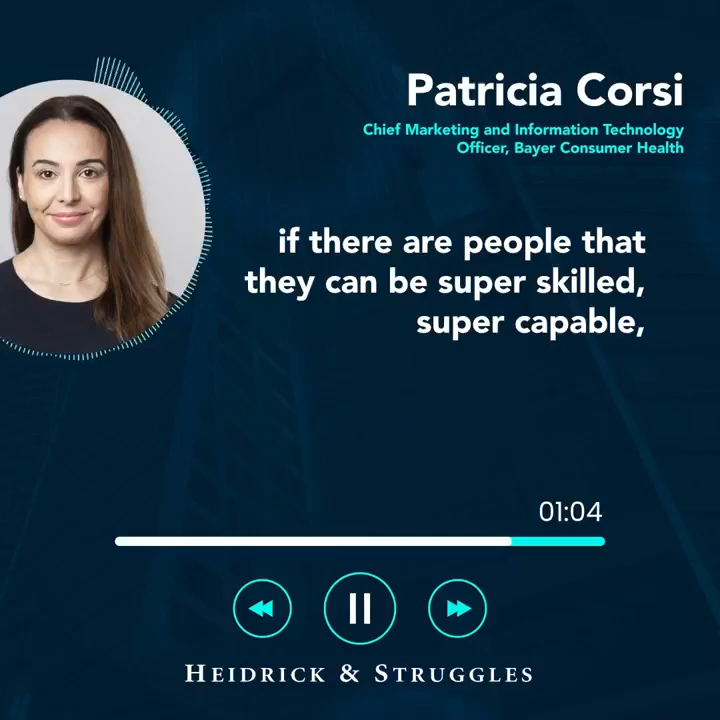 Patricia Corsi
Chief Marketing and Information Technology
Officer, Bayer Consumer Health
if there are people that
they can be super skilled,
super capable,
01:04
HEIDRICK & STRUGGLES